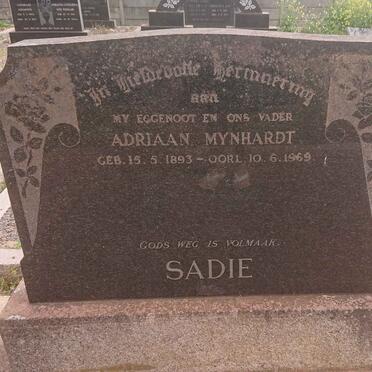 In Liefdevolle Herinnering
aan
MY EGGENOOT EN ONS VADER
ADRIAAN MYNHARDT
GEB. 15. 5. 1893 – OORL. 10. 6. 1969
GODS WEG IS VOLMAAK.
SADIE